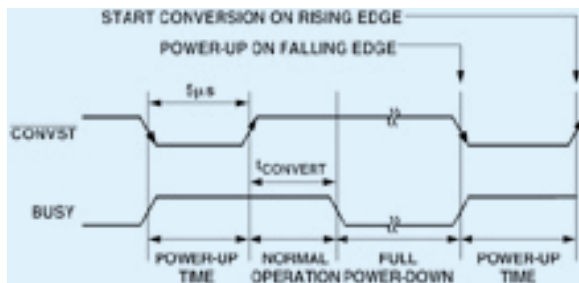 START CONVERSION ON RISING EDGE
POWER-UP ON FALLING EDGE
5µs
CONVST
tCONVERT
BUSY
POWER-UP TIME
NORMAL OPERATION
FULL POWER-DOWN
POWER-UP TIME